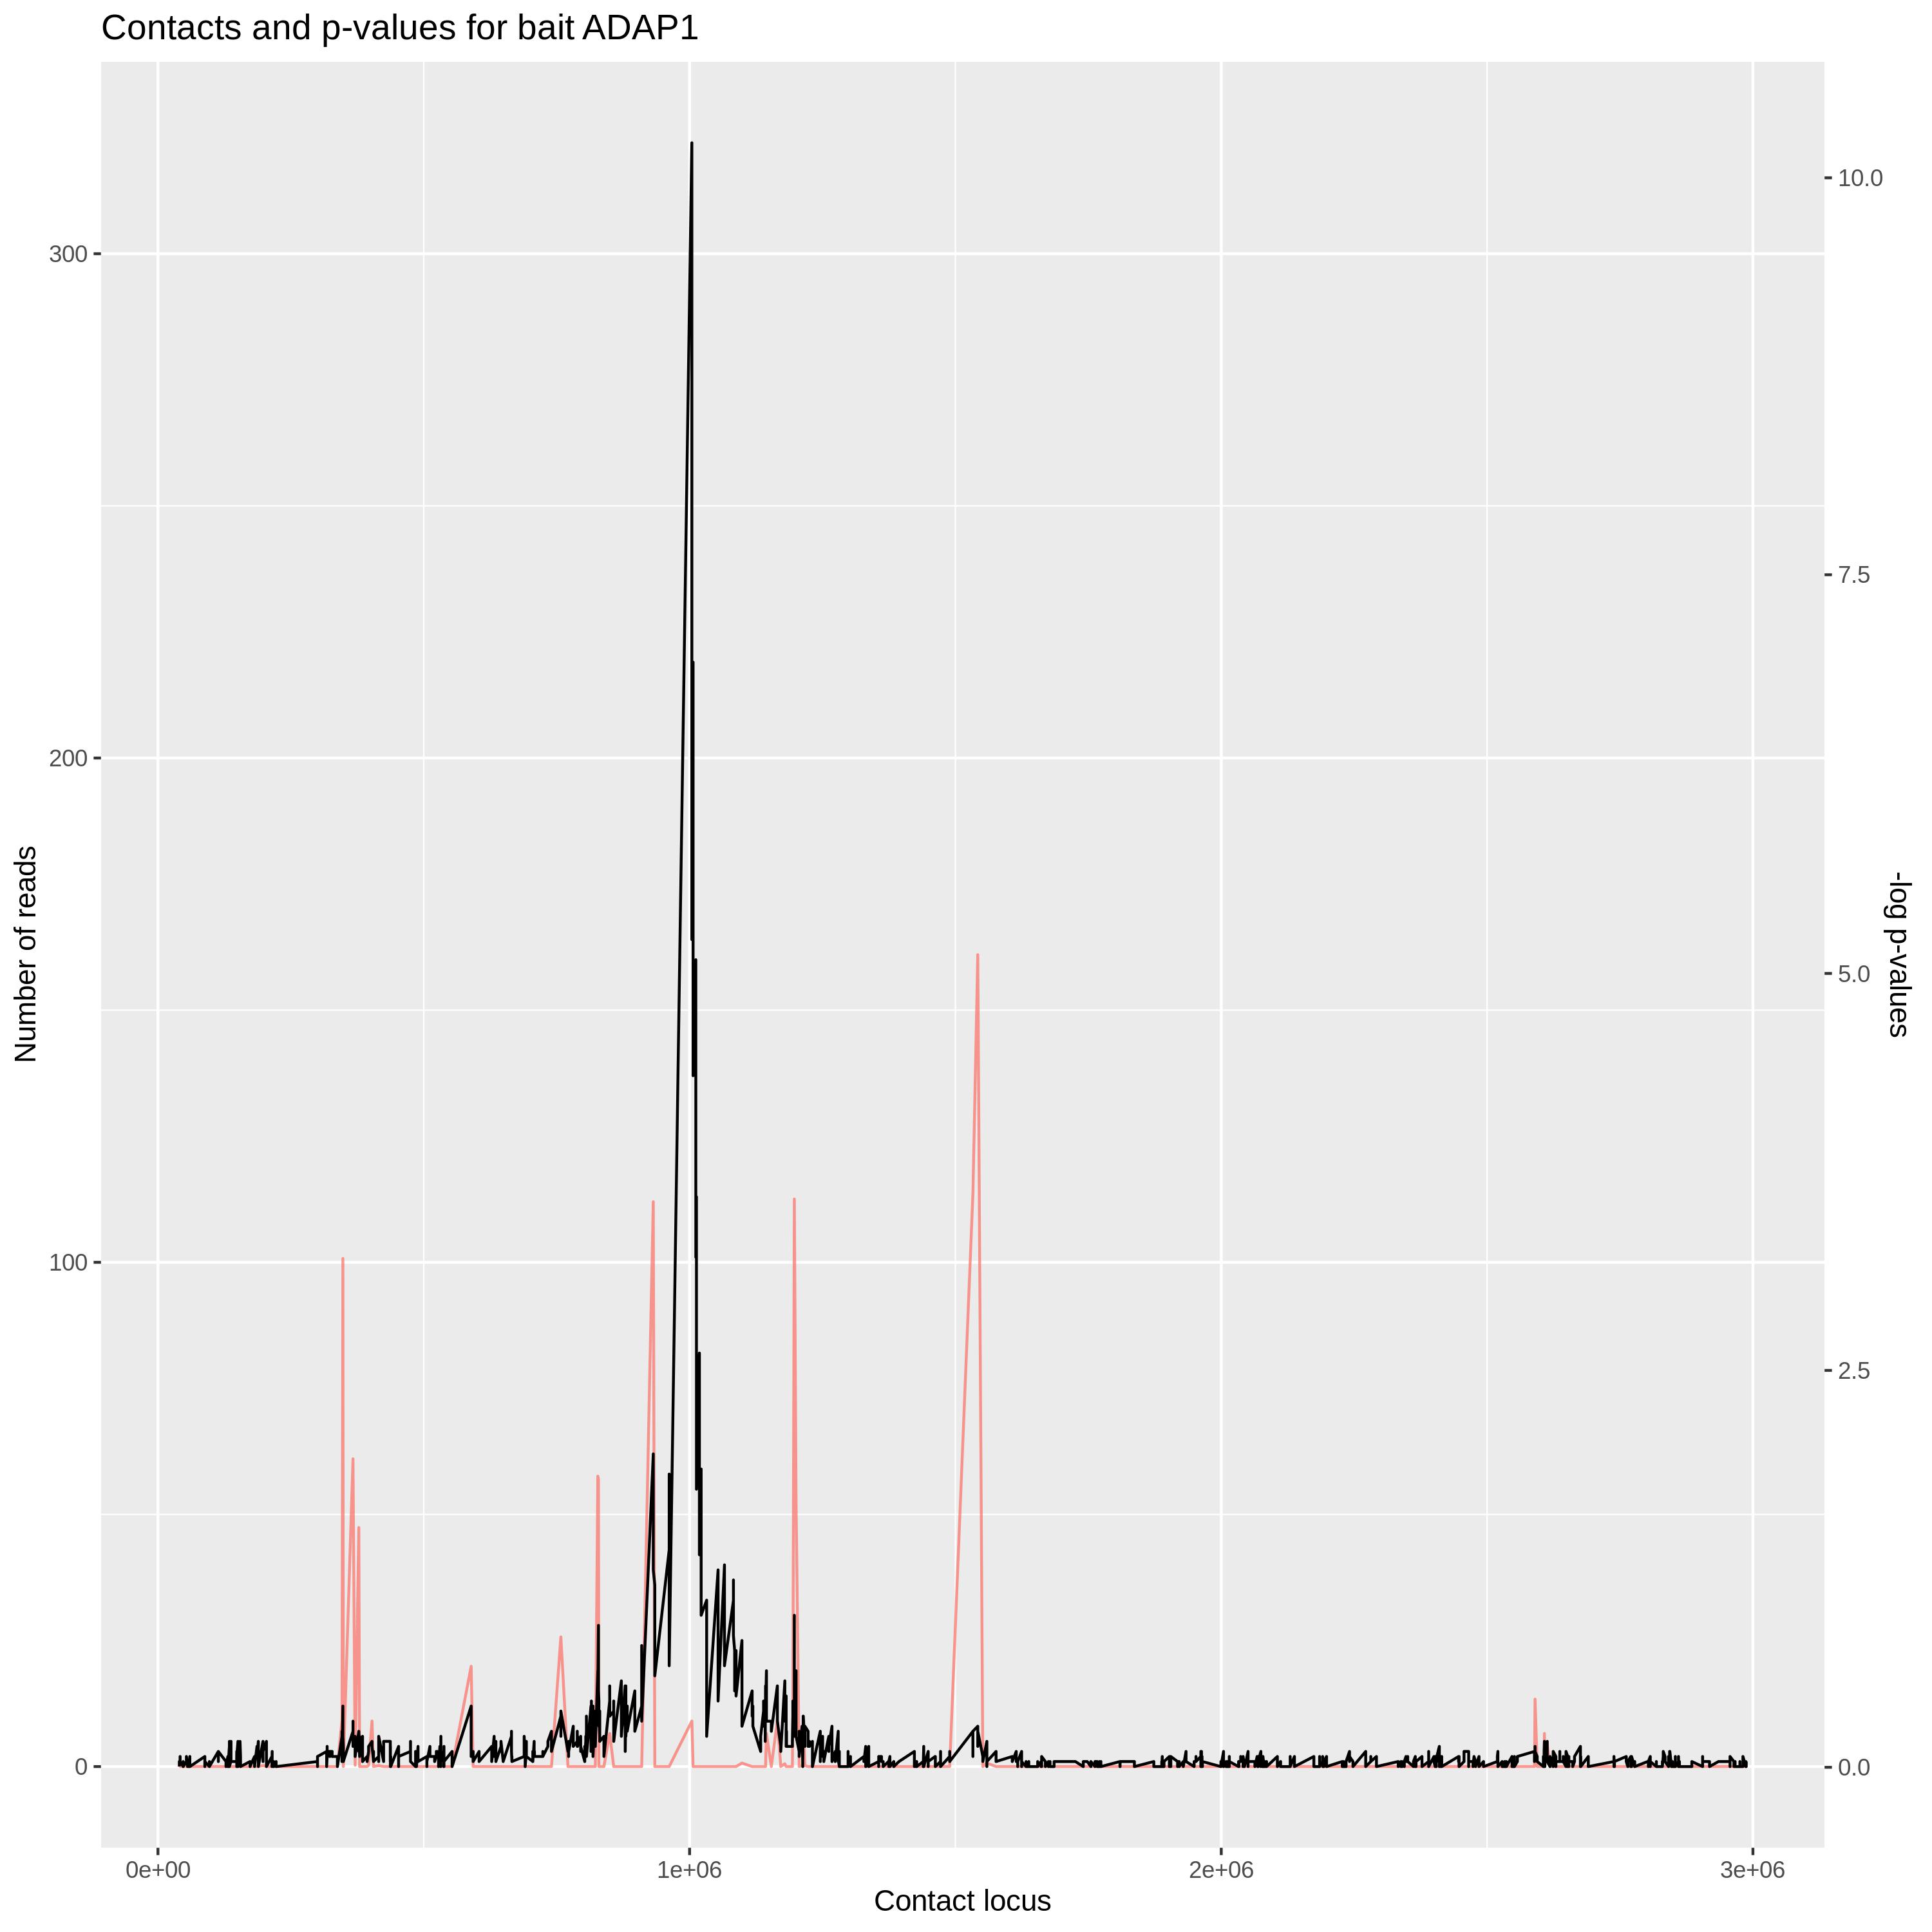 Contacts and p-values for bait ADAP1
300
200
100
0
10.0
7.5
5.0
2.5
0.0
Number of reads
-log p-values
0e+00
1e+06
2e+06
3e+06
Contact locus